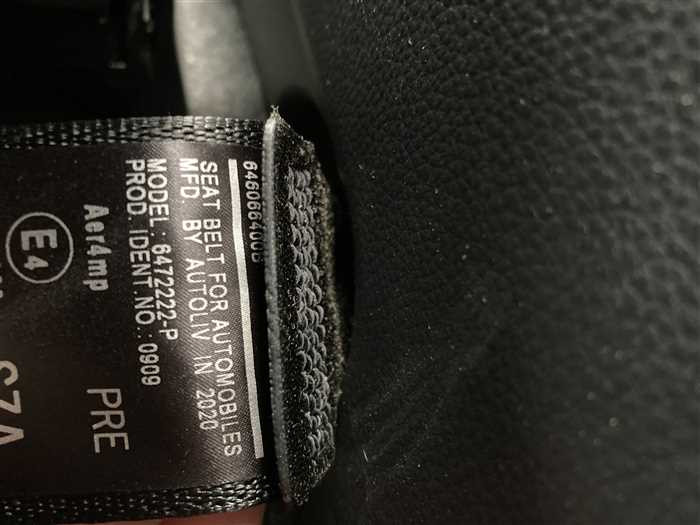 646066400B
SEAT BELT FOR AUTOMOBILES
MFD. BY AUTOLIV IN 2020
MODEL: 6472222-P
PROD. IDENT.NO.: 0909
Aer4mp
PRE
E4